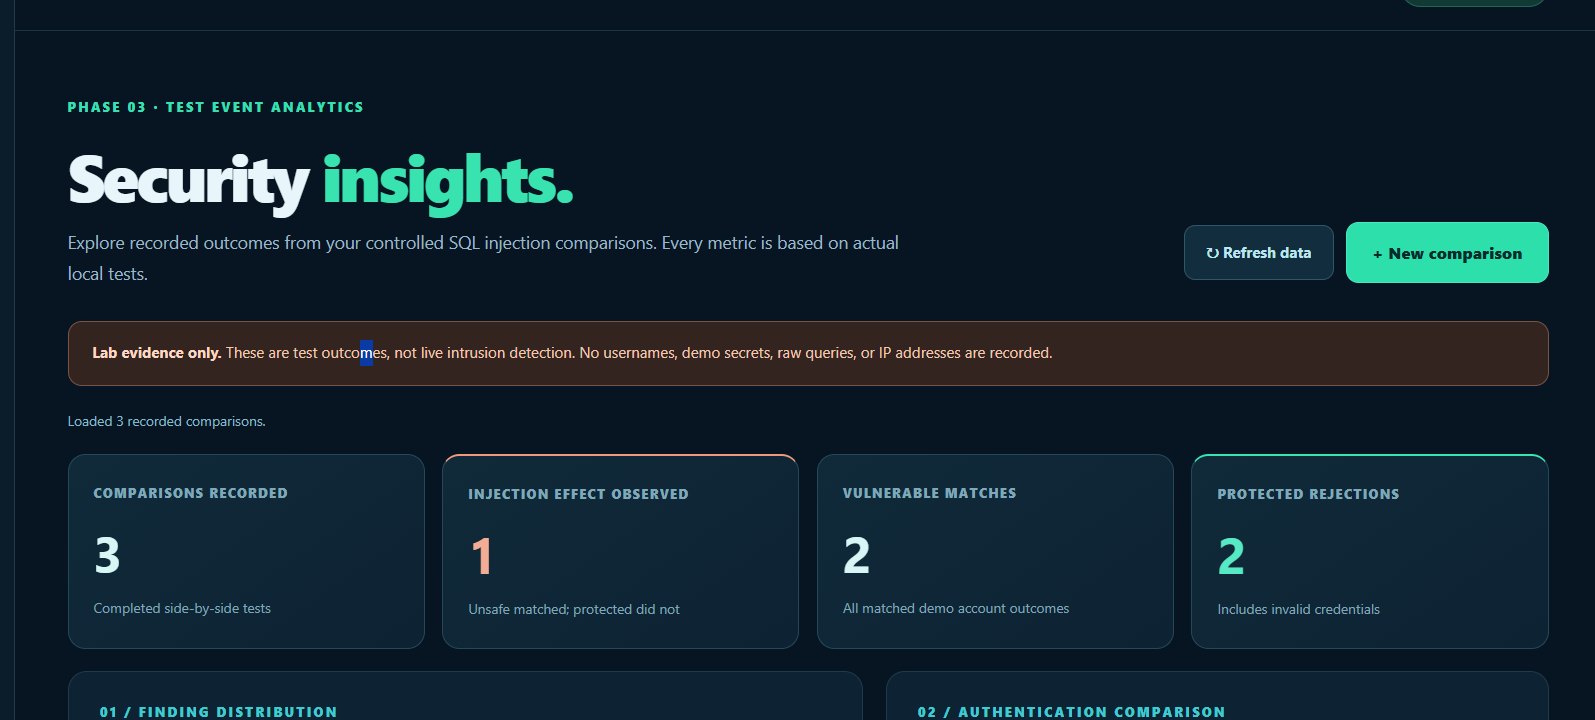 PHASE 03 · TEST EVENT ANALYTICS
Security insights.
Explore recorded outcomes from your controlled SQL injection comparisons. Every metric is based on actual
local tests.
↻ Refresh data
+ New comparison
Lab evidence only. These are test outcomes, not live intrusion detection. No usernames, demo secrets, raw queries, or IP addresses are recorded.
Loaded 3 recorded comparisons.
COMPARISONS RECORDED
3
Completed side-by-side tests
INJECTION EFFECT OBSERVED
1
Unsafe matched; protected did not
VULNERABLE MATCHES
2
All matched demo account outcomes
PROTECTED REJECTIONS
2
Includes invalid credentials
01 / FINDING DISTRIBUTION
02 / AUTHENTICATION COMPARISON